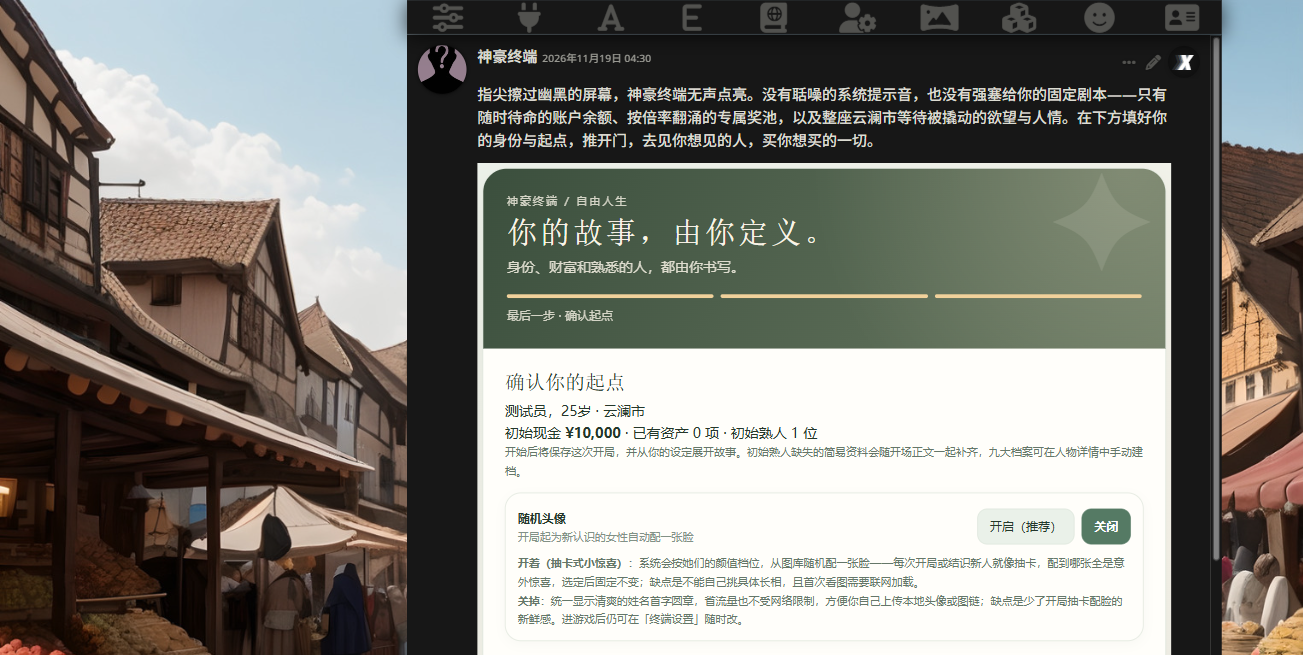 神豪终端 2026年11月19日 04:30
指尖擦过幽黑的屏幕，神豪终端无声点亮。没有聒噪的系统提示音，也没有强塞给你的固定剧本——只有
随时待命的账户余额、按倍率翻涌的专属奖池，以及整座云澜市等待被撬动的欲望与人情。在下方填好你
的身份与起点，推开门，去见你想见的人，买你想买的一切。
神豪终端 / 自由人生
你的故事，由你定义。
身份、财富和熟悉的人，都由你书写。
最后一步 · 确认起点
确认你的起点
测试员，25岁 · 云澜市
初始现金 ¥10,000 · 已有资产 0 项 · 初始熟人 1 位
开始后将保存这次开局，并从你的设定展开故事。初始熟人缺失的简易资料会随开场正文一起补齐，九大档案可在人物详情中手动建
档。
随机头像
开局起为新认识的女性自动配一张脸
开启（推荐）
关闭
开着（抽卡式小惊喜）：系统会按她们的颜值档位，从图库随机配一张脸——每次开局或结识新人就像抽卡，配到哪张全是意
外惊喜，选定后固定不变；缺点是不能自己挑具体长相，且首次看图需要联网加载。
关掉：统一显示清爽的姓名首字圆章，省流量也不受网络限制，方便你自己上传本地头像或图链；缺点是少了开局抽卡配脸的
新鲜感。进游戏后仍可在「终端设置」随时改。